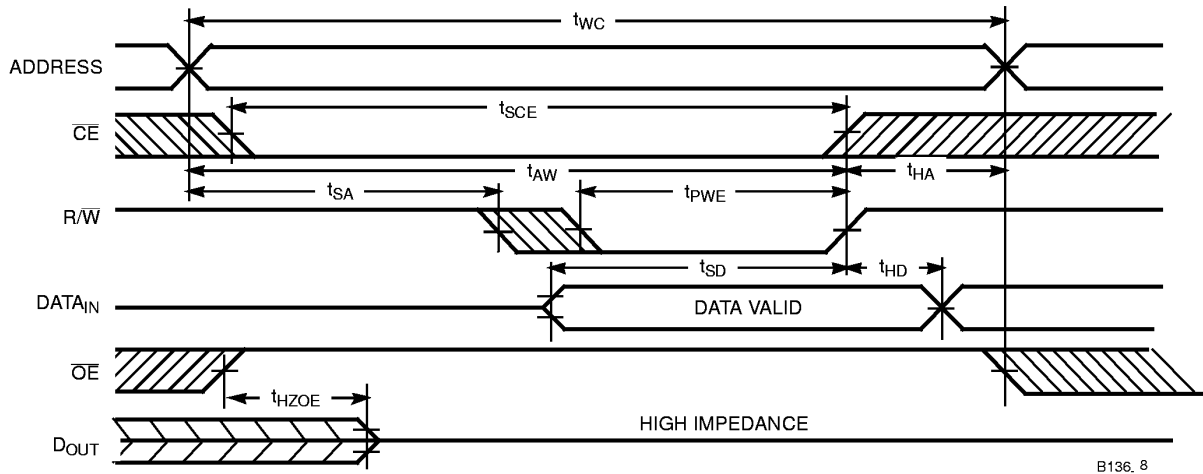 tWC
ADDRESS
tSCE
CE
tAW
tHA
tSA
tPWE
R/W
tSD
tHD
DATAIN
DATA VALID
OE
tHZOE
HIGH IMPEDANCE
DOUT
B136_8